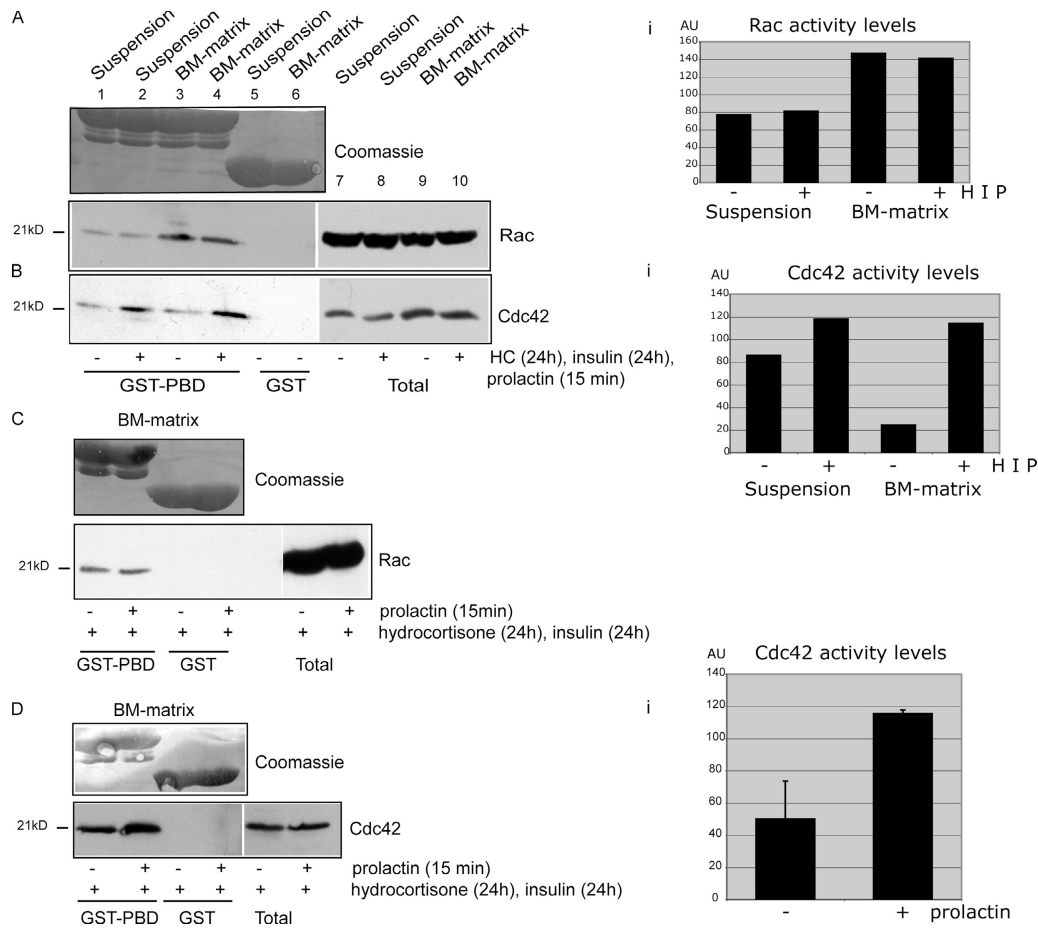 A
Suspension
Suspension
BM-matrix
BM-matrix
Suspension
BM-matrix
Suspension
Suspension
BM-matrix
BM-matrix
1 2 3 4 5 6
Coomassie
7 8 9 10
21kD
Rac
B
21kD
Cdc42
- + - + - - - + - + HC (24h), insulin (24h),
GST-PBD GST Total prolactin (15 min)
i
Rac activity levels
AU
160
140
120
100
80
60
40
20
0
- + - + H I P
Suspension BM-matrix
i
Cdc42 activity levels
AU
140
120
100
80
60
40
20
0
- + - + H I P
Suspension BM-matrix
C
BM-matrix
Coomassie
21kD
Rac
- + - + - + prolactin (15min)
+ + + + + + hydrocortisone (24h), insulin (24h)
GST-PBD GST Total
D
BM-matrix
Coomassie
21kD
Cdc42
- + - + - + prolactin (15 min)
+ + + + + + hydrocortisone (24h), insulin (24h)
GST-PBD GST Total
i
Cdc42 activity levels
AU
140
120
100
80
60
40
20
0
- + prolactin